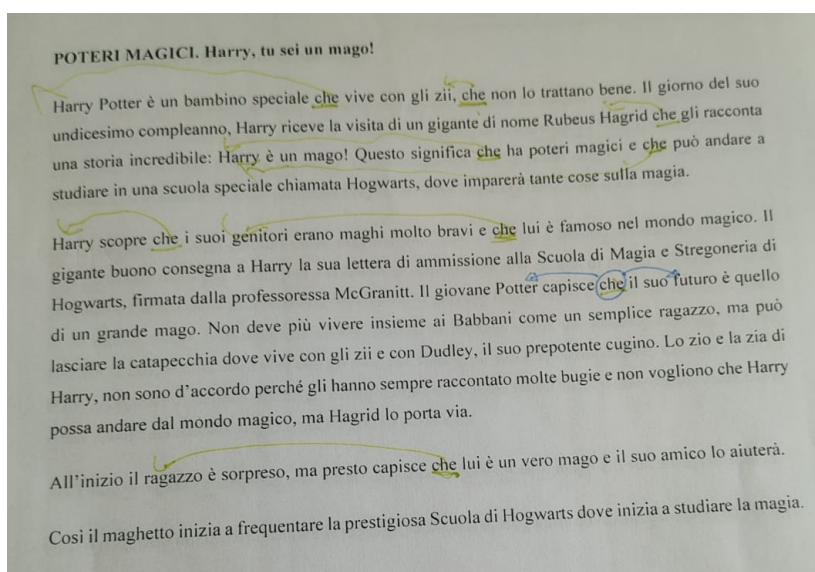 POTERI MAGICI. Harry, tu sei un mago!
Harry Potter è un bambino speciale che vive con gli zii, che non lo trattano bene. Il giorno del suo
undicesimo compleanno, Harry riceve la visita di un gigante di nome Rubeus Hagrid che gli racconta
una storia incredibile: Harry è un mago! Questo significa che ha poteri magici e che può andare a
studiare in una scuola speciale chiamata Hogwarts, dove imparerà tante cose sulla magia.
Harry scopre che i suoi genitori erano maghi molto bravi e che lui è famoso nel mondo magico. Il
gigante buono consegna a Harry la sua lettera di ammissione alla Scuola di Magia e Stregoneria di
Hogwarts, firmata dalla professoressa McGranitt. Il giovane Potter capisce che il suo futuro è quello
di un grande mago. Non deve più vivere insieme ai Babbani come un semplice ragazzo, ma può
lasciare la catapecchia dove vive con gli zii e con Dudley, il suo prepotente cugino. Lo zio e la zia di
Harry, non sono d'accordo perché gli hanno sempre raccontato molte bugie e non vogliono che Harry
possa andare dal mondo magico, ma Hagrid lo porta via.
All'inizio il ragazzo è sorpreso, ma presto capisce che lui è un vero mago e il suo amico lo aiuterà.
Così il maghetto inizia a frequentare la prestigiosa Scuola di Hogwarts dove inizia a studiare la magia.